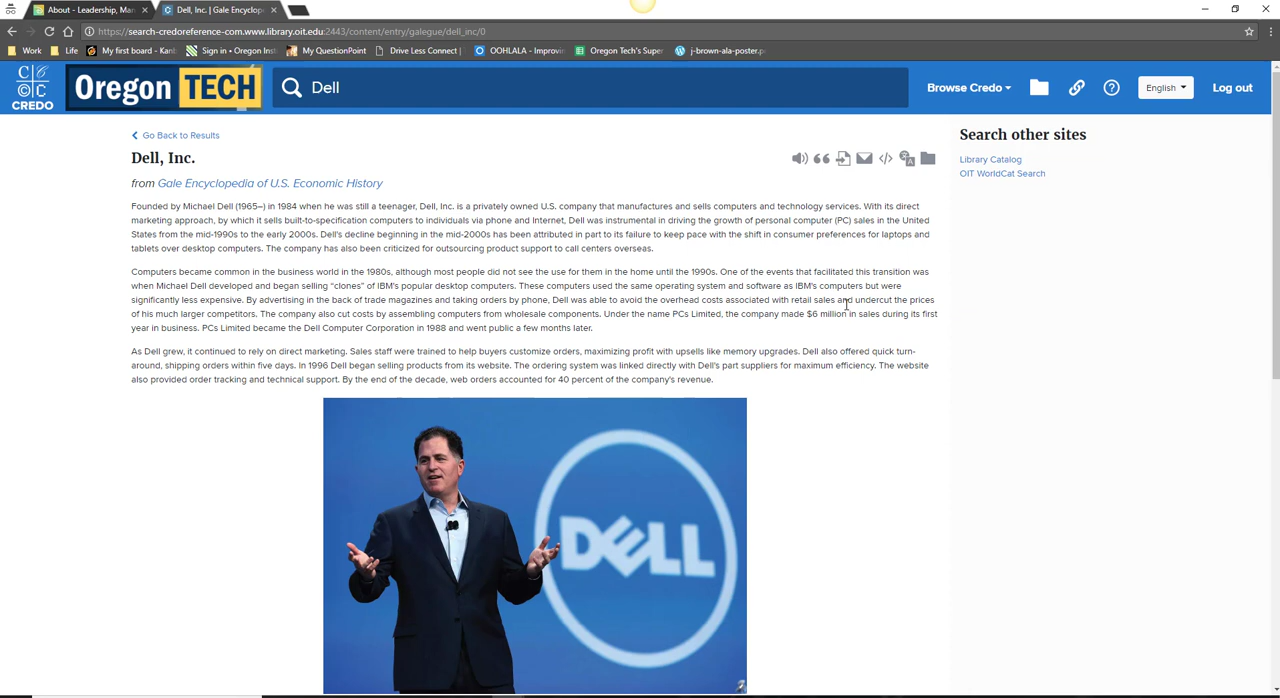 About - Leadership, Man
Dell, Inc. | Gale Encyclop
https://search-credoreference-com.www.library.oit.edu:2443/content/entry/galegue/dell_inc/0
Work
Life
My first board - Kanb
Sign in • Oregon Inst
My QuestionPoint
Drive Less Connect |
OOHLALA - Improvin
Oregon Tech's Super
j-brown-ala-poster.p
CREDO
Oregon TECH
Dell
Browse Credo
English
Log out
Go Back to Results
Dell, Inc.
from Gale Encyclopedia of U.S. Economic History
Founded by Michael Dell (1965–) in 1984 when he was still a teenager, Dell, Inc. is a privately owned U.S. company that manufactures and sells computers and technology services. With its direct
marketing approach, by which it sells built-to-specification computers to individuals via phone and Internet, Dell was instrumental in driving the growth of personal computer (PC) sales in the United
States from the mid-1990s to the early 2000s. Dell's decline beginning in the mid-2000s has been attributed in part to its failure to keep pace with the shift in consumer preferences for laptops and
tablets over desktop computers. The company has also been criticized for outsourcing product support to call centers overseas.
Computers became common in the business world in the 1980s, although most people did not see the use for them in the home until the 1990s. One of the events that facilitated this transition was
when Michael Dell developed and began selling “clones” of IBM's popular desktop computers. These computers used the same operating system and software as IBM's computers but were
significantly less expensive. By advertising in the back of trade magazines and taking orders by phone, Dell was able to avoid the overhead costs associated with retail sales and undercut the prices
of his much larger competitors. The company also cut costs by assembling computers from wholesale components. Under the name PCs Limited, the company made $6 million in sales during its first
year in business. PCs Limited became the Dell Computer Corporation in 1988 and went public a few months later.
As Dell grew, it continued to rely on direct marketing. Sales staff were trained to help buyers customize orders, maximizing profit with upsells like memory upgrades. Dell also offered quick turn-
around, shipping orders within five days. In 1996 Dell began selling products from its website. The ordering system was linked directly with Dell's part suppliers for maximum efficiency. The website
also provided order tracking and technical support. By the end of the decade, web orders accounted for 40 percent of the company's revenue.
DELL
Search other sites
Library Catalog
OIT WorldCat Search